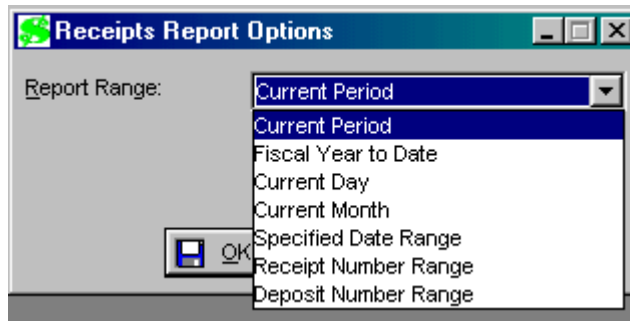 Receipts Report Options
Report Range: Current Period
Current Period
Fiscal Year to Date
Current Day
Current Month
Specified Date Range
OK
Receipt Number Range
Deposit Number Range